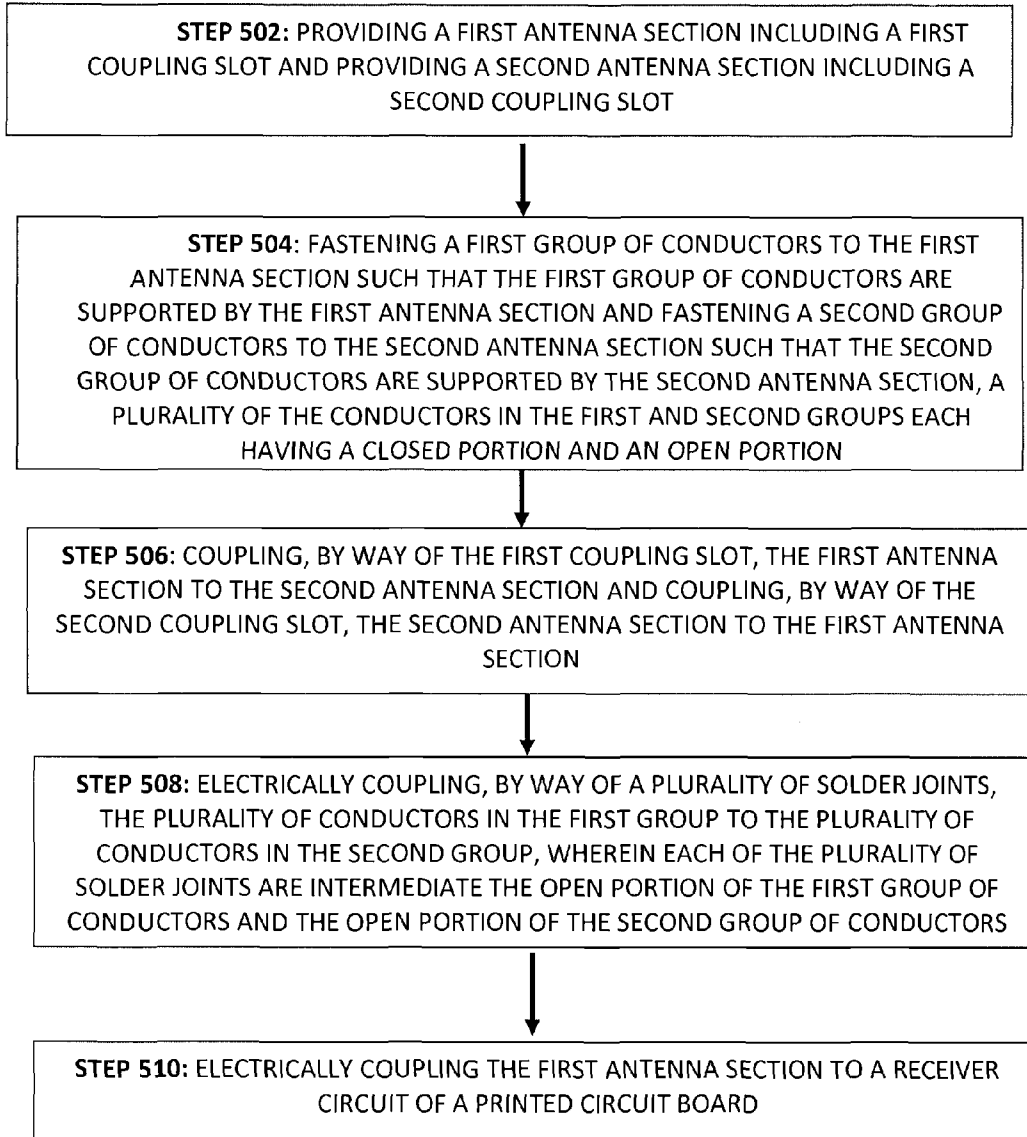 STEP 502: PROVIDING A FIRST ANTENNA SECTION INCLUDING A FIRST
COUPLING SLOT AND PROVIDING A SECOND ANTENNA SECTION INCLUDING A
SECOND COUPLING SLOT
STEP 504: FASTENING A FIRST GROUP OF CONDUCTORS TO THE FIRST
ANTENNA SECTION SUCH THAT THE FIRST GROUP OF CONDUCTORS ARE
SUPPORTED BY THE FIRST ANTENNA SECTION AND FASTENING A SECOND GROUP
OF CONDUCTORS TO THE SECOND ANTENNA SECTION SUCH THAT THE SECOND
GROUP OF CONDUCTORS ARE SUPPORTED BY THE SECOND ANTENNA SECTION, A
PLURALITY OF THE CONDUCTORS IN THE FIRST AND SECOND GROUPS EACH
HAVING A CLOSED PORTION AND AN OPEN PORTION
STEP 506: COUPLING, BY WAY OF THE FIRST COUPLING SLOT, THE FIRST ANTENNA
SECTION TO THE SECOND ANTENNA SECTION AND COUPLING, BY WAY OF THE
SECOND COUPLING SLOT, THE SECOND ANTENNA SECTION TO THE FIRST ANTENNA
SECTION
STEP 508: ELECTRICALLY COUPLING, BY WAY OF A PLURALITY OF SOLDER JOINTS,
THE PLURALITY OF CONDUCTORS IN THE FIRST GROUP TO THE PLURALITY OF
CONDUCTORS IN THE SECOND GROUP, WHEREIN EACH OF THE PLURALITY OF
SOLDER JOINTS ARE INTERMEDIATE THE OPEN PORTION OF THE FIRST GROUP OF
CONDUCTORS AND THE OPEN PORTION OF THE SECOND GROUP OF CONDUCTORS
STEP 510: ELECTRICALLY COUPLING THE FIRST ANTENNA SECTION TO A RECEIVER
CIRCUIT OF A PRINTED CIRCUIT BOARD